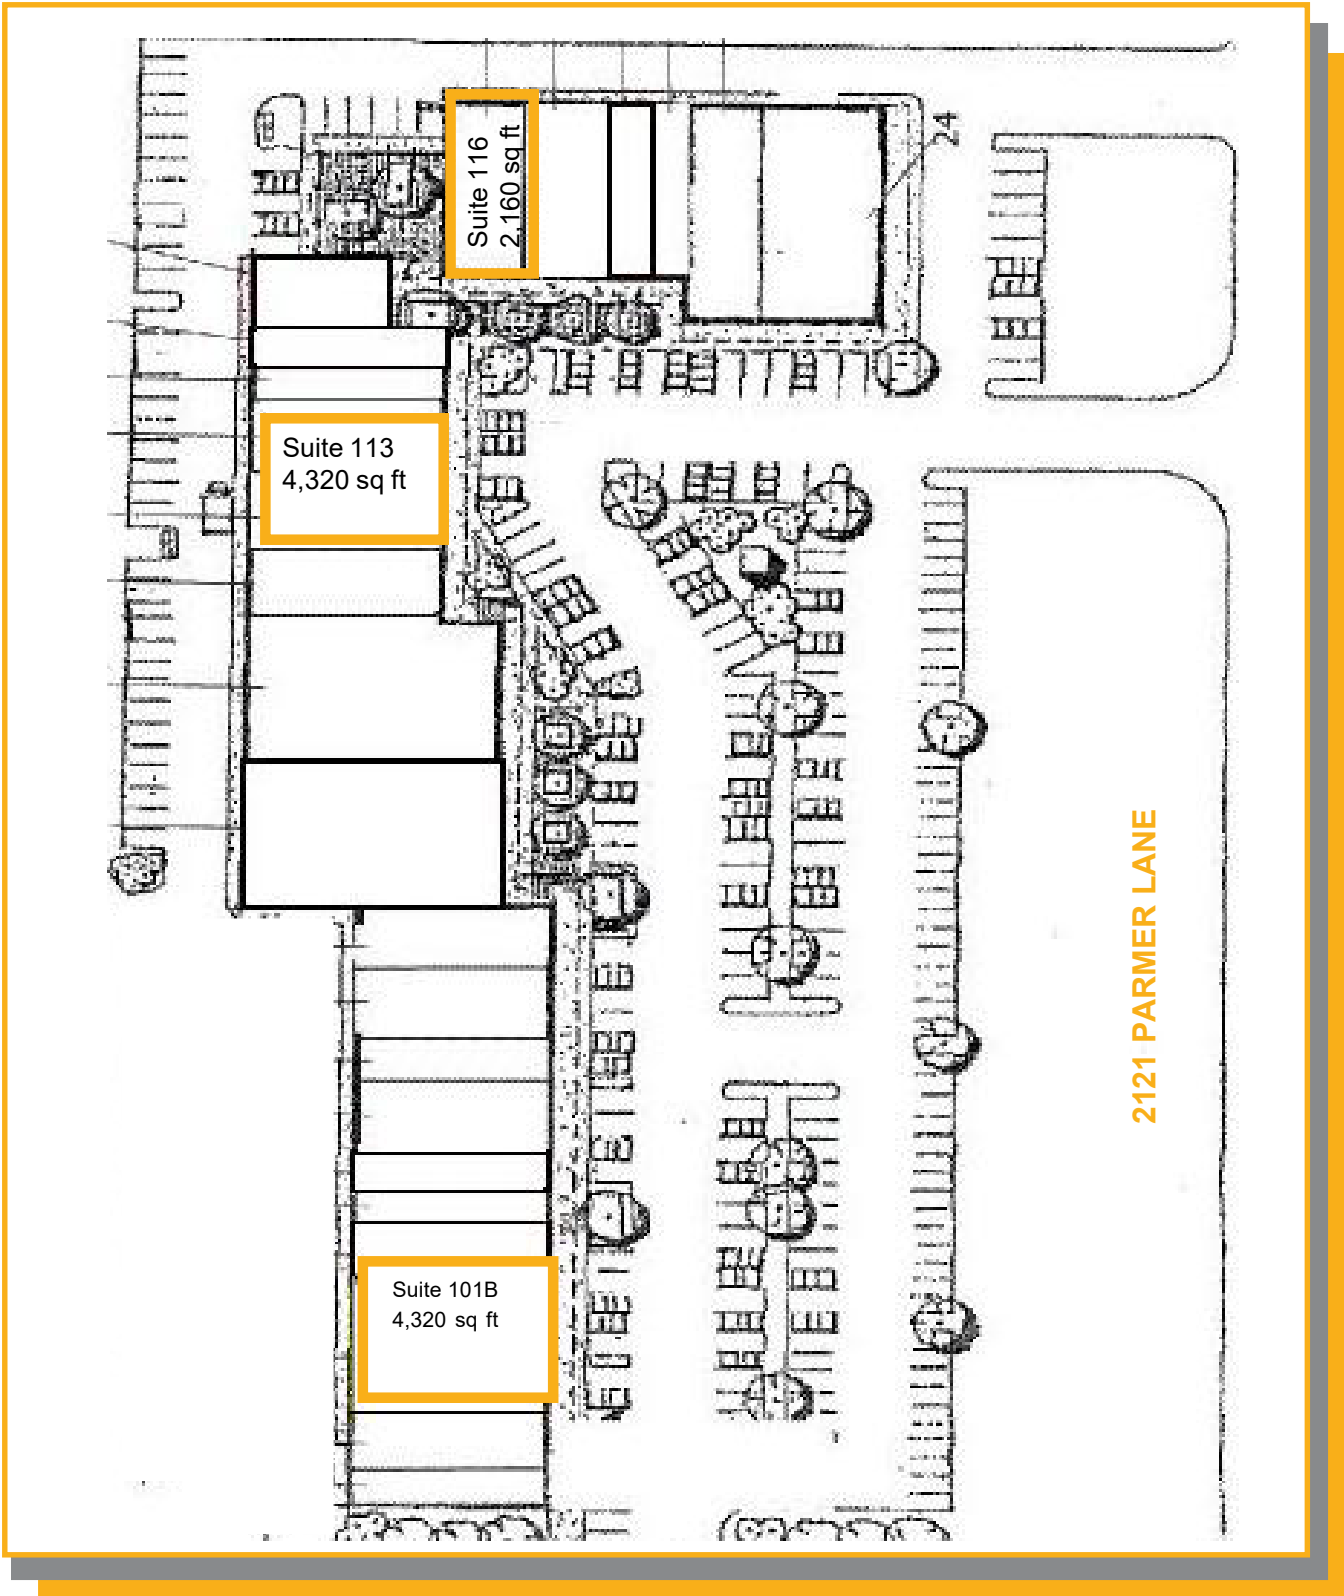 Suite 116
2,160 sq ft
24
Suite 113
4,320 sq ft
2121 PARMER LANE
Suite 101B
4,320 sq ft